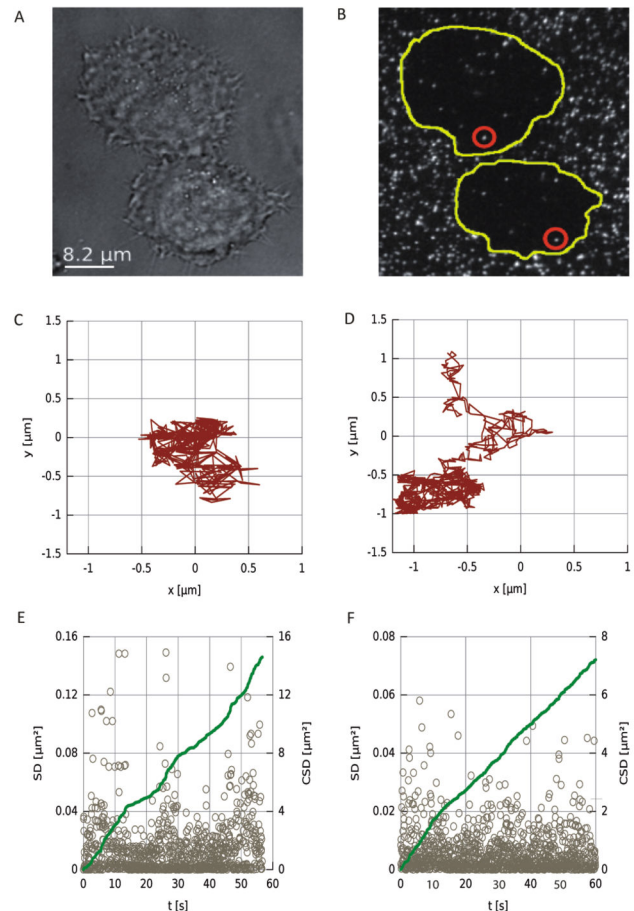 A
B
8.2 µm
C
D
1.5
1
0.5
0
-0.5
-1
-1.5
y [µm]
-1 -0.5 0 0.5 1
x [µm]
1.5
1
0.5
0
-0.5
-1
-1.5
y [µm]
-1 -0.5 0 0.5 1
x [µm]
E
F
0.16
0.12
0.08
0.04
0
SD [µm²]
16
12
8
4
0
CSD [µm²]
0 10 20 30 40 50 60
t [s]
0.08
0.06
0.04
0.02
0
SD [µm²]
8
6
4
2
0
CSD [µm²]
0 10 20 30 40 50 60
t [s]